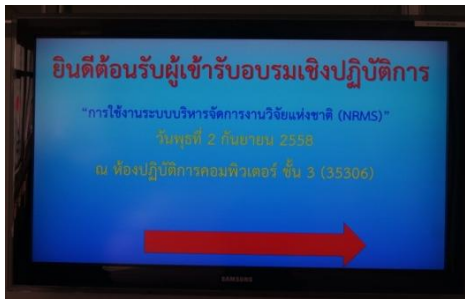 ยินดีต้อนรับผู้เข้ารับอบรมเชิงปฏิบัติการ
“การใช้งานระบบบริหารจัดการงานวิจัยแห่งชาติ (NRMS)”
วันพุธที่ 2 กันยายน 2558
ณ ห้องปฏิบัติการคอมพิวเตอร์ ชั้น 3 (35306)
SAMSUNG